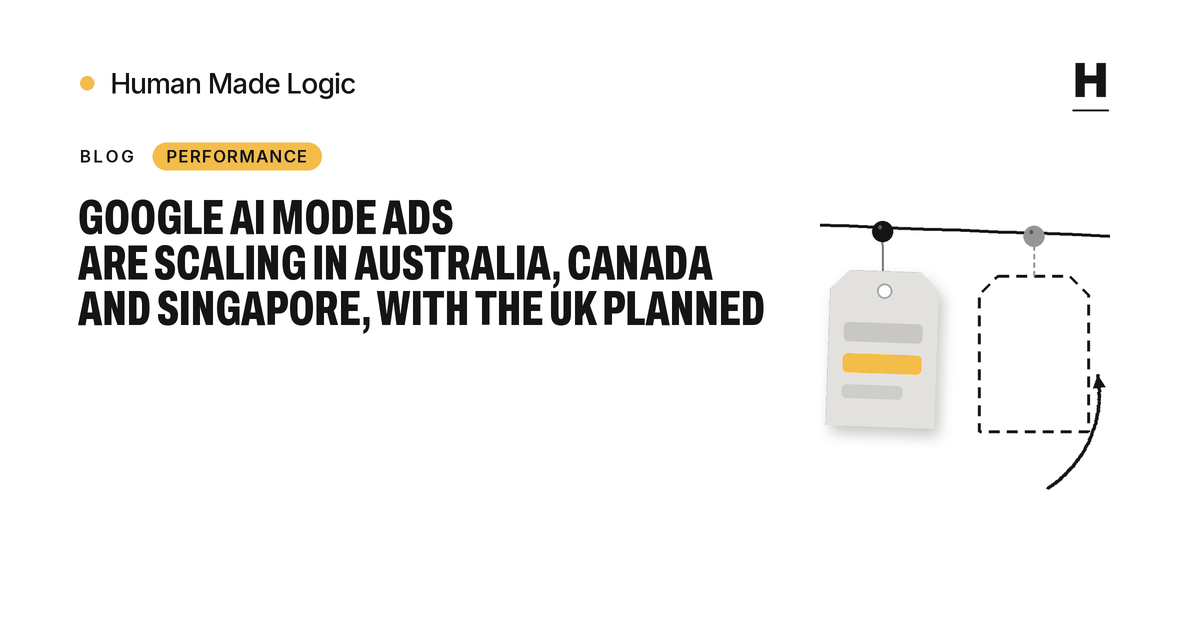 Human Made Logic
H
BLOG PERFORMANCE
GOOGLE AI MODE ADS
ARE SCALING IN AUSTRALIA, CANADA
AND SINGAPORE, WITH THE UK PLANNED